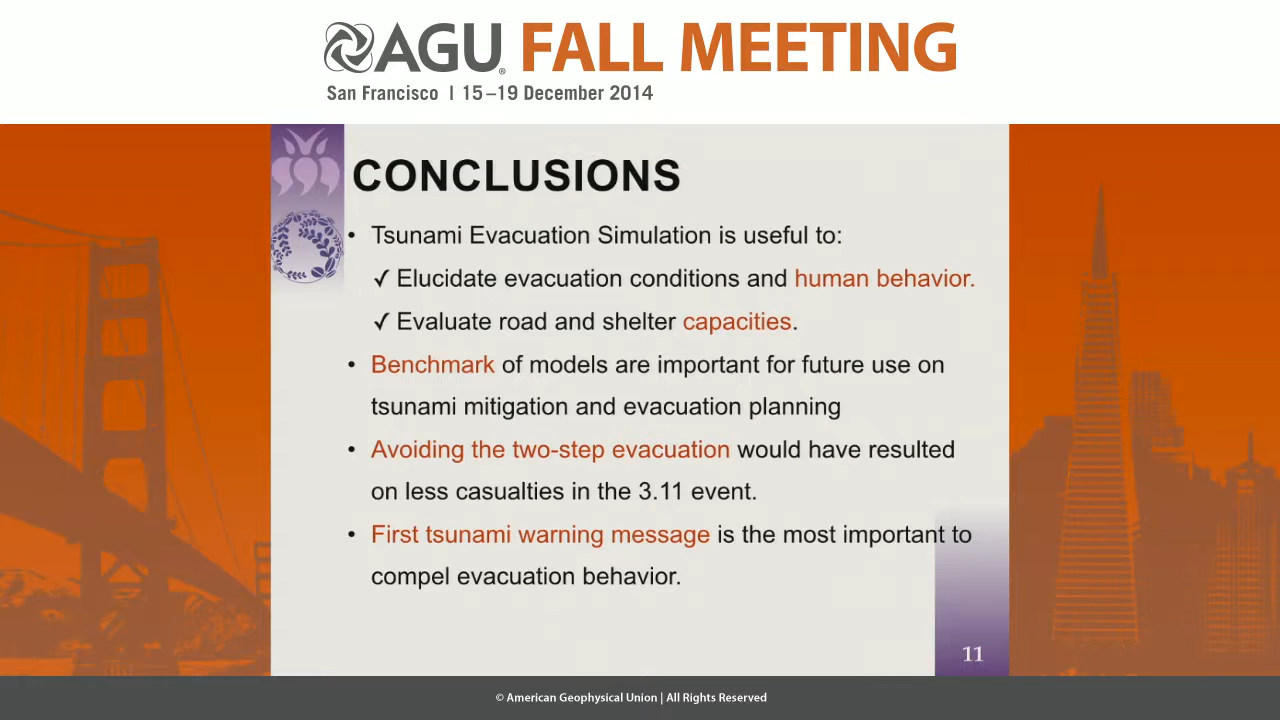 AGU® FALL MEETING
San Francisco | 15–19 December 2014
CONCLUSIONS
• Tsunami Evacuation Simulation is useful to:
✓ Elucidate evacuation conditions and human behavior.
✓ Evaluate road and shelter capacities.
• Benchmark of models are important for future use on
tsunami mitigation and evacuation planning
• Avoiding the two-step evacuation would have resulted
on less casualties in the 3.11 event.
• First tsunami warning message is the most important to
compel evacuation behavior.
11
© American Geophysical Union | All Rights Reserved